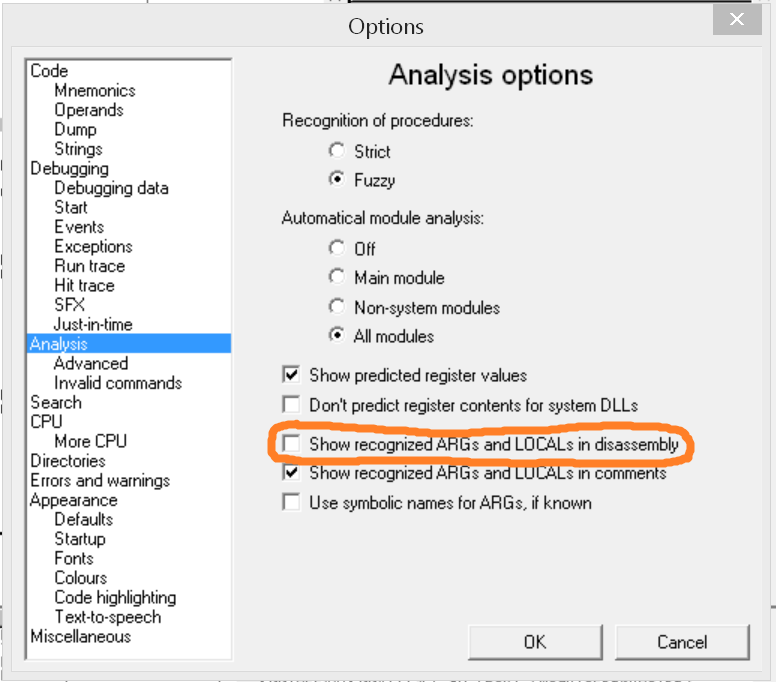 Options
Code
Mnemonics
Operands
Dump
Strings
Debugging
Debugging data
Start
Events
Exceptions
Run trace
Hit trace
SFX
Just-in-time
Analysis
Advanced
Invalid commands
Search
CPU
More CPU
Directories
Errors and warnings
Appearance
Defaults
Startup
Fonts
Colours
Code highlighting
Text-to-speech
Miscellaneous
Analysis options
Recognition of procedures:
Strict
Fuzzy
Automatical module analysis:
Off
Main module
Non-system modules
All modules
Show predicted register values
Don't predict register contents for system DLLs
Show recognized ARGs and LOCALs in disassembly
Show recognized ARGs and LOCALs in comments
Use symbolic names for ARGs, if known
OK
Cancel